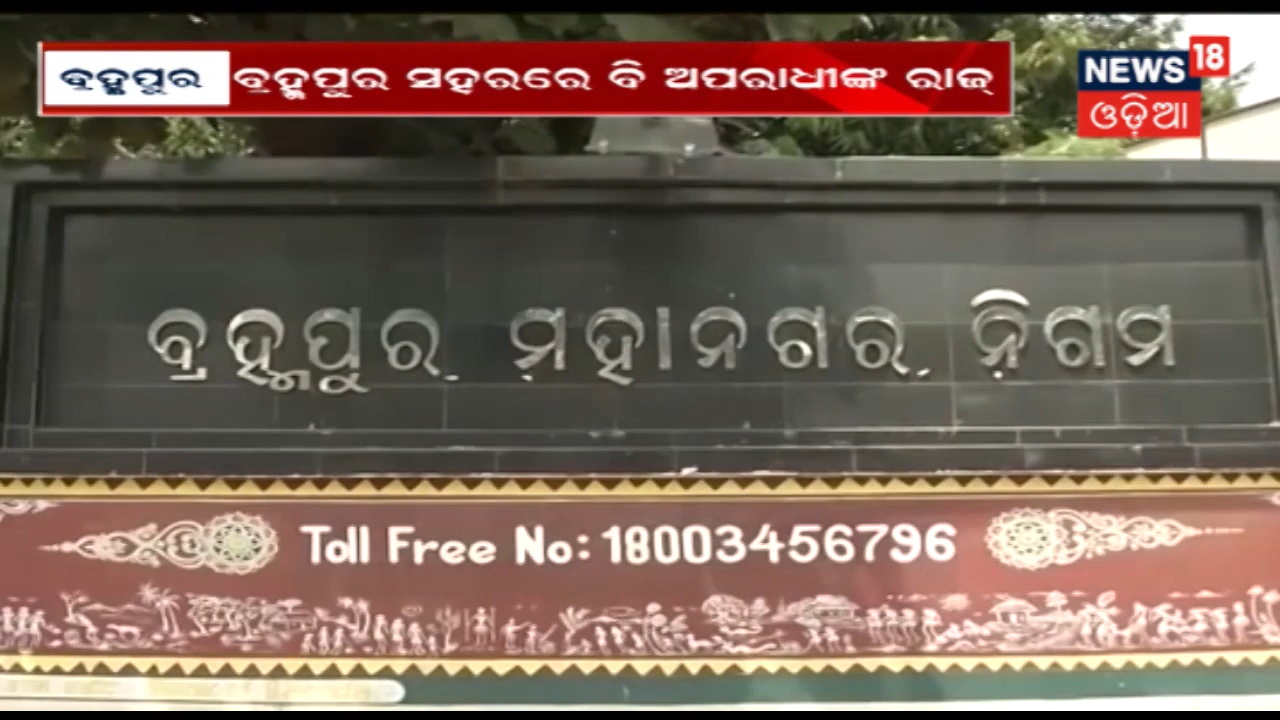 ବ୍ରହ୍ମପୁର
ବ୍ରହ୍ମପୁର ସହରରେ ବି ଅପରାଧୀଙ୍କ ରାଜ୍
NEWS 18
ଓଡ଼ିଆ
ବ୍ରହ୍ମପୁର ମହାନଗର ନିଗମ
Toll Free No: 18003456796